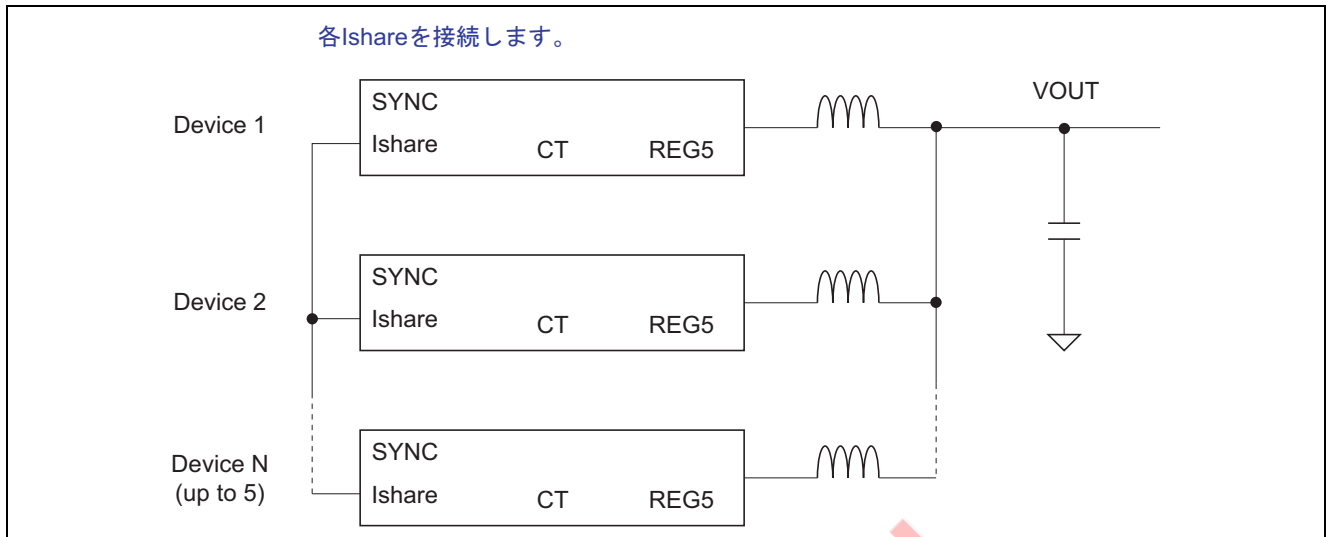 各Ishareを接続します。
VOUT
Device 1
SYNC
Ishare CT REG5
Device 2
SYNC
Ishare CT REG5
Device N
(up to 5)
SYNC
Ishare CT REG5